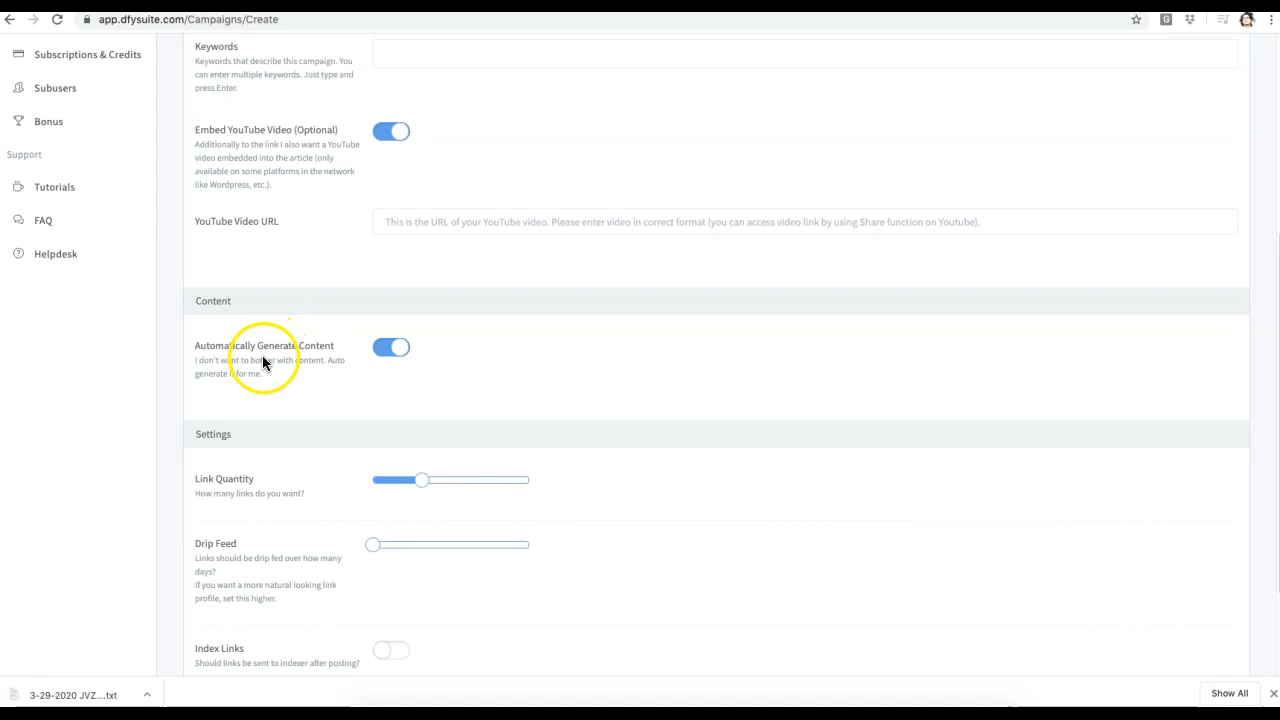 app.dfysuite.com/Campaigns/Create
Subscriptions & Credits
Subusers
Bonus
Support
Tutorials
FAQ
Helpdesk
Keywords
Keywords that describe this campaign. You
can enter multiple keywords. Just type and
press Enter.
Embed YouTube Video (Optional)
Additionally to the link I also want a YouTube
video embedded into the article (only
available on some platforms in the network
like Wordpress, etc.).
YouTube Video URL
This is the URL of your YouTube video. Please enter video in correct format (you can access video link by using Share function on Youtube).
Content
Automatically Generate Content
I don't want to bother with content. Auto
generate it for me.
Settings
Link Quantity
How many links do you want?
Drip Feed
Links should be drip fed over how many
days?
If you want a more natural looking link
profile, set this higher.
Index Links
Should links be sent to indexer after posting?
3-29-2020 JVZ....txt
Show All